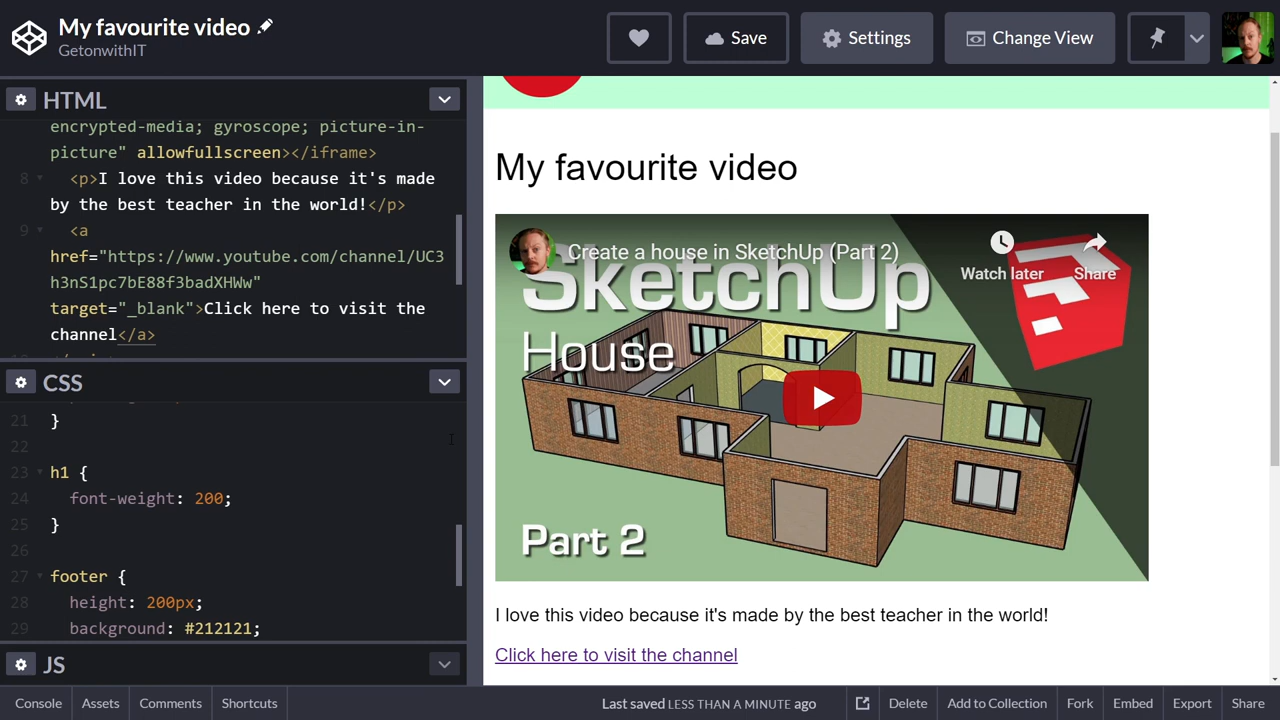 My favourite video
GetonwithIT
Save
Settings
Change View
HTML
encrypted-media; gyroscope; picture-in-
picture" allowfullscreen></iframe>
8 <p>I love this video because it's made
by the best teacher in the world!</p>
9 <a
href="https://www.youtube.com/channel/UC3
h3nS1pc7bE88f3badXHWw"
target="_blank">Click here to visit the
channel</a>
CSS
21 }
22
23 h1 {
24 font-weight: 200;
25 }
26
27 footer {
28 height: 200px;
29 background: #212121;
JS
My favourite video
Create a house in SketchUp (Part 2)
Watch later
Share
SketchUp
House
Part 2
I love this video because it's made by the best teacher in the world!
Click here to visit the channel
Console
Assets
Comments
Shortcuts
Last saved LESS THAN A MINUTE ago
Delete
Add to Collection
Fork
Embed
Export
Share